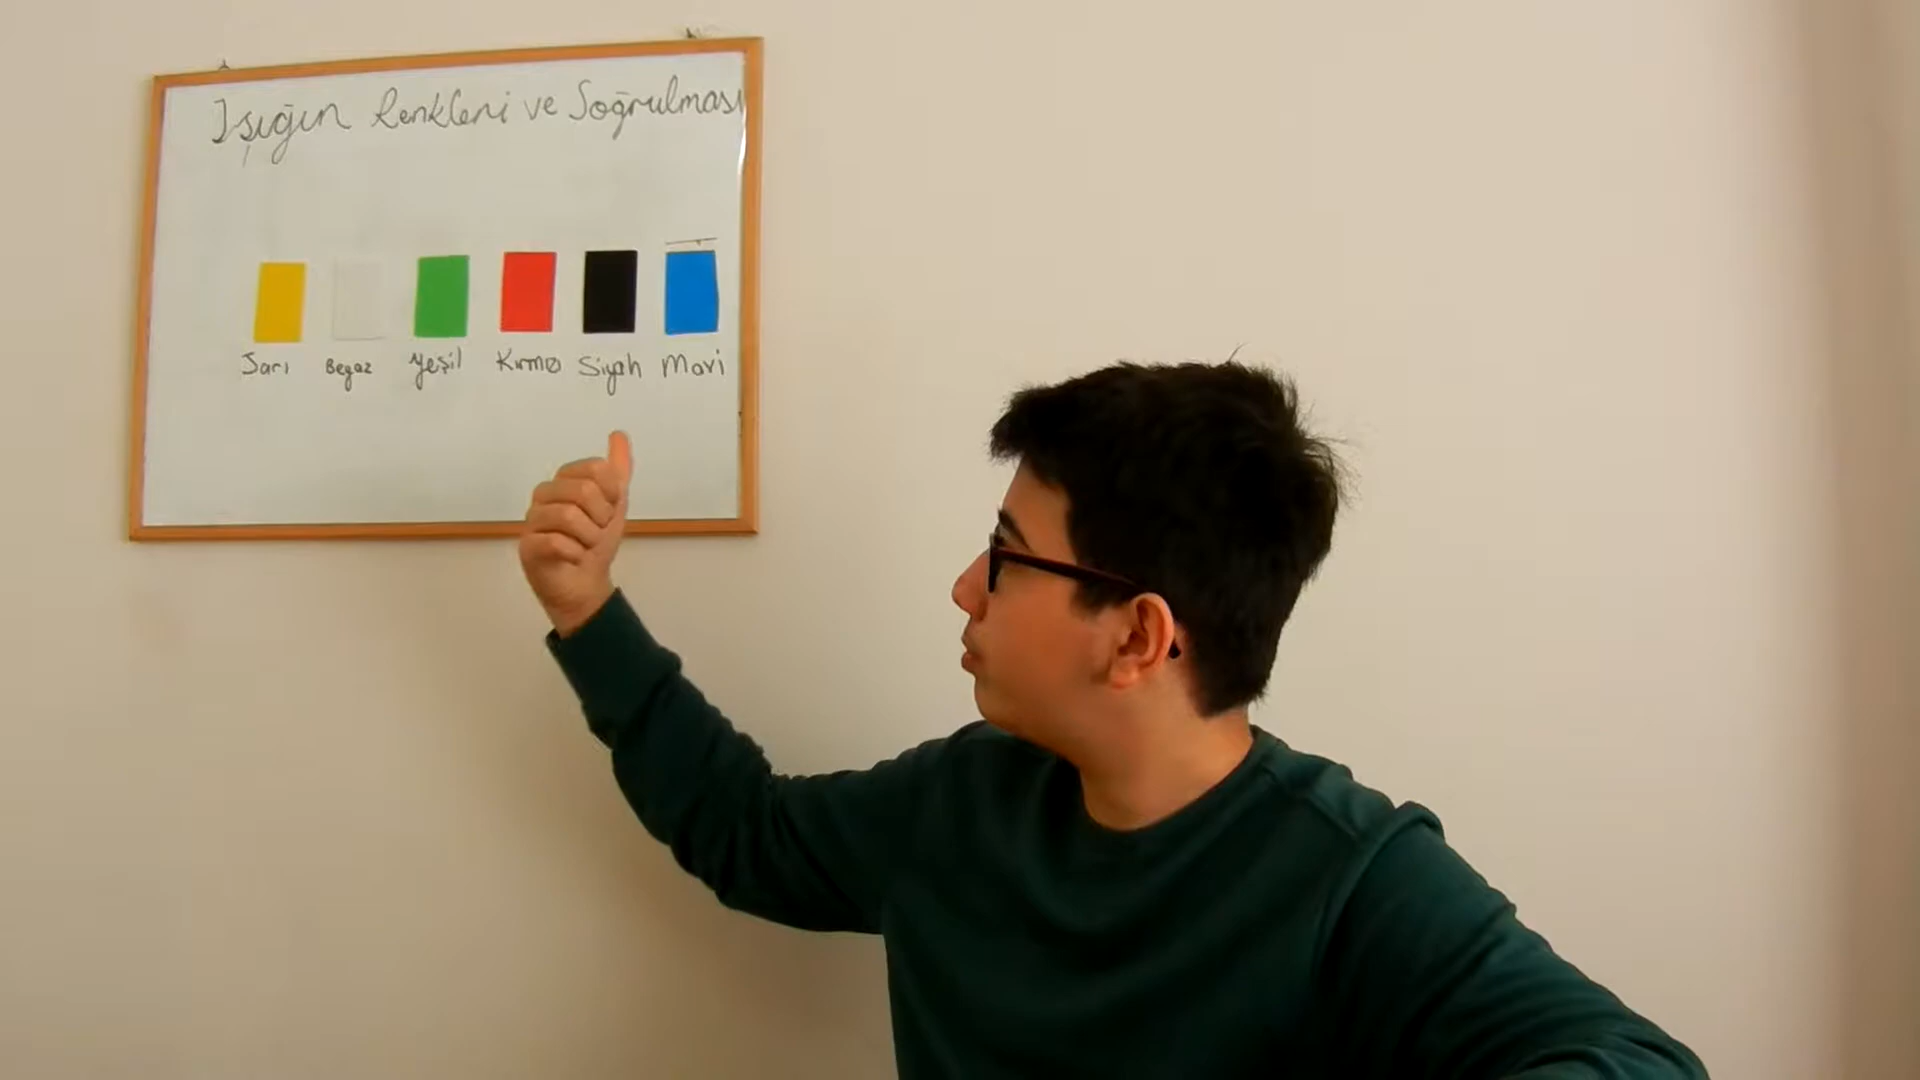 Işığın Renkleri ve Soğrulması
Sarı Beyaz Yeşil Kırmızı Siyah Mavi